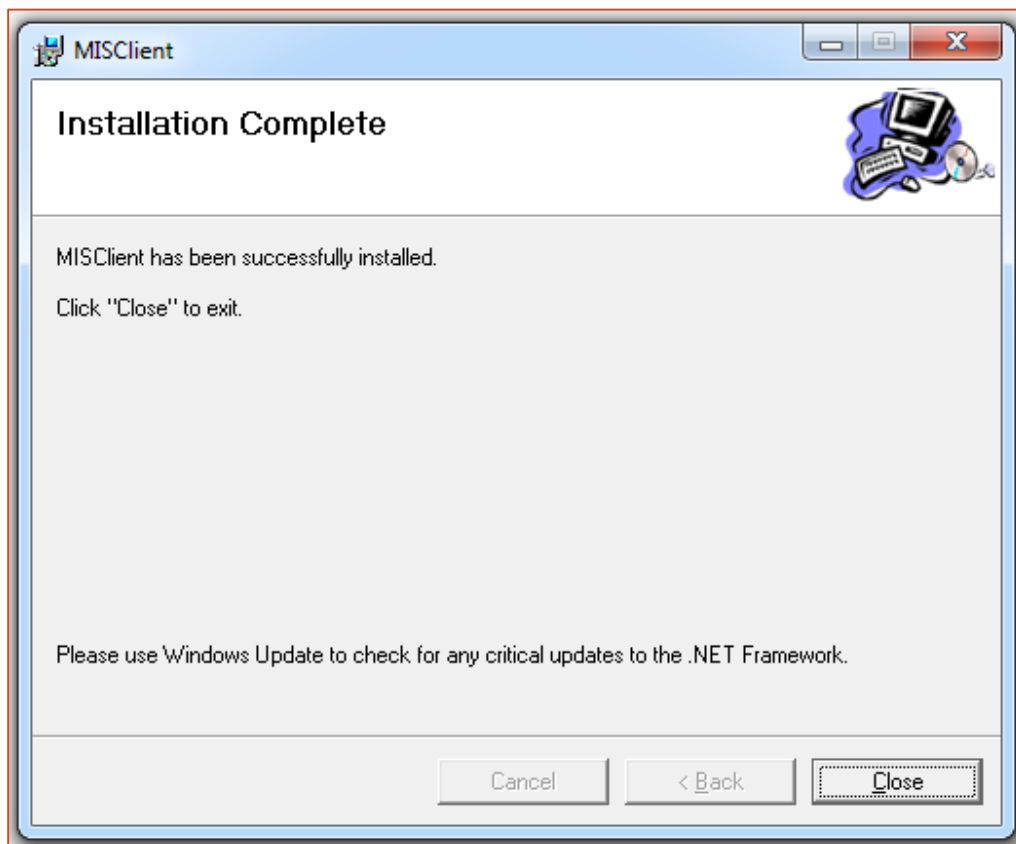 MISClient
Installation Complete
MISClient has been successfully installed.
Click "Close" to exit.
Please use Windows Update to check for any critical updates to the .NET Framework.
Cancel
< Back
Close